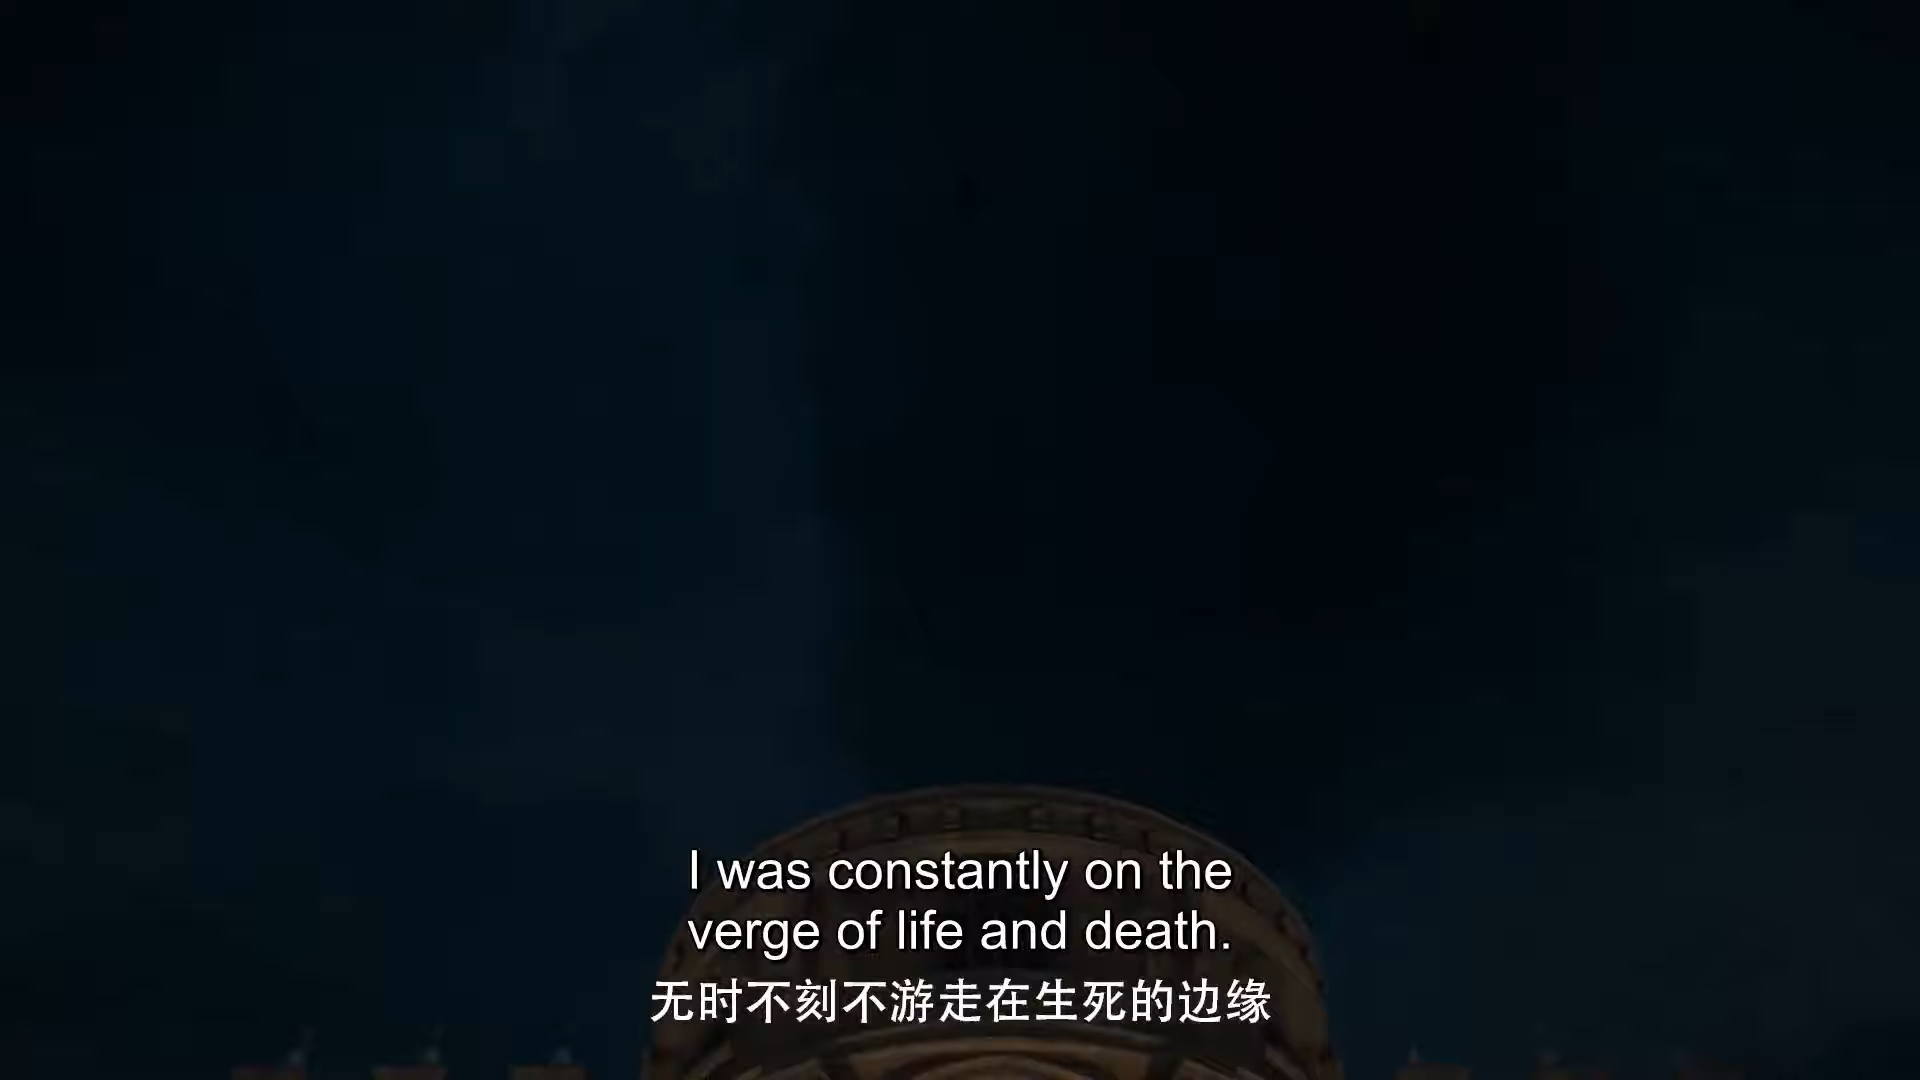 I was constantly on the
verge of life and death.
无时不刻不游走在生死的边缘